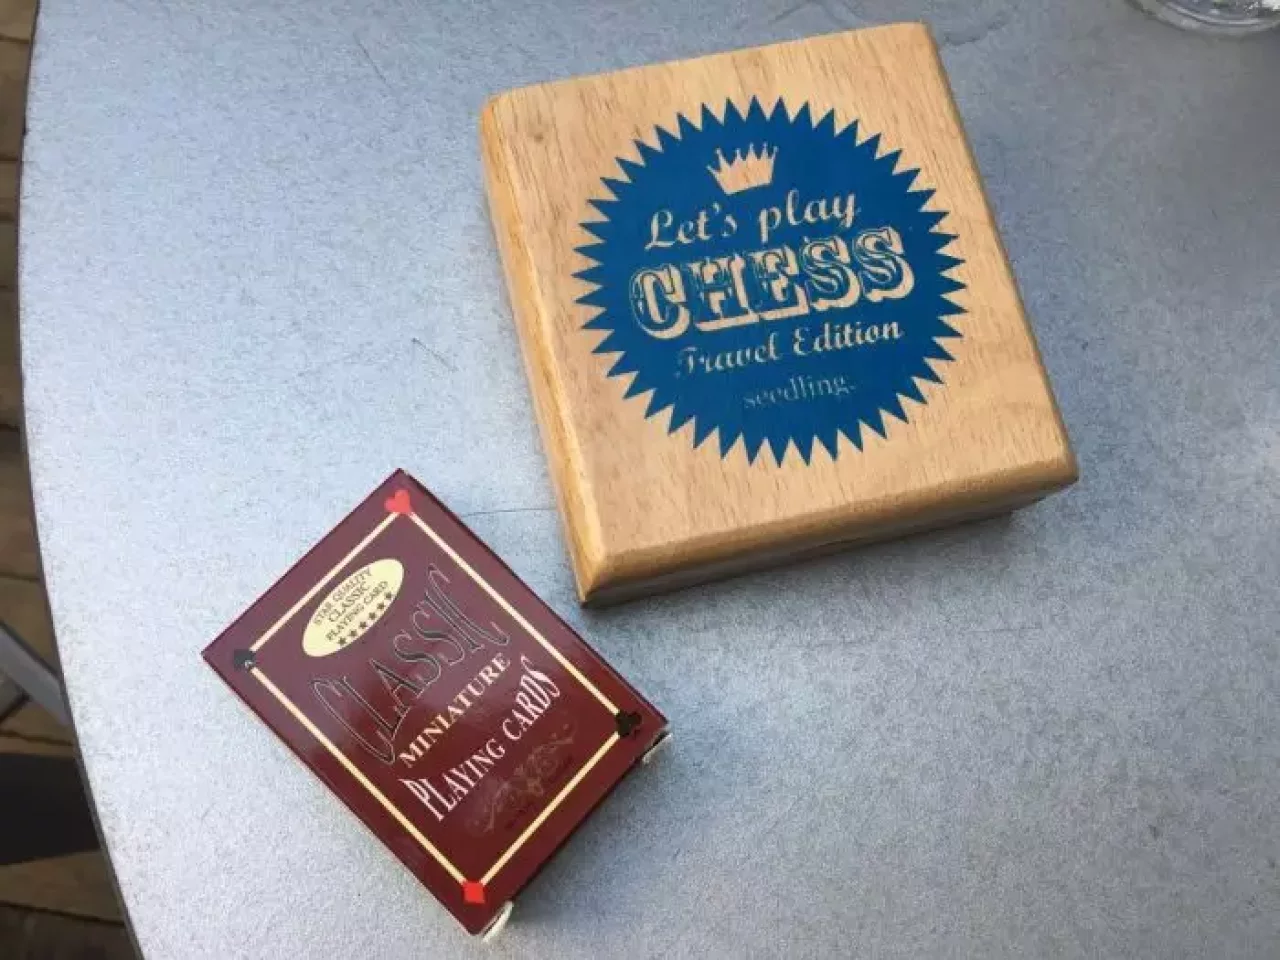 Let's play
CHESS
Travel Edition
seedling.
STAR QUALITY
CLASSIC
PLAYING CARD
CLASSIC
MINIATURE
PLAYING CARDS